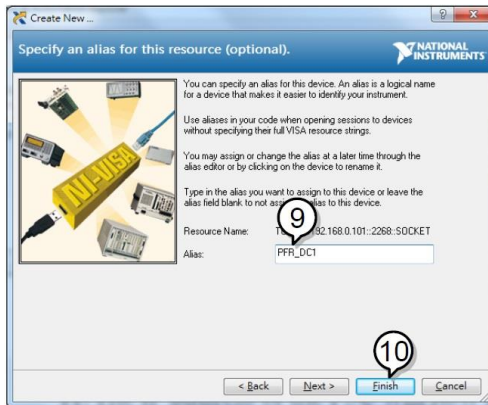 Create New ...
Specify an alias for this resource (optional).
NATIONAL
INSTRUMENTS
You can specify an alias for this device. An alias is a logical name
for a device that makes it easier to identify your instrument.
Use aliases in your code when opening sessions to devices
without specifying their full VISA resource strings.
You may assign or change the alias at a later time through the
alias editor or by clicking on the device to rename it.
Type in the alias you want to assign to this device or leave the
alias field blank to not alias to this device.
NI-VISA
9
Resource Name: 192.168.0.101::2268::SOCKET
Alias: PFR_DC1
10
< Back Next > Finish Cancel